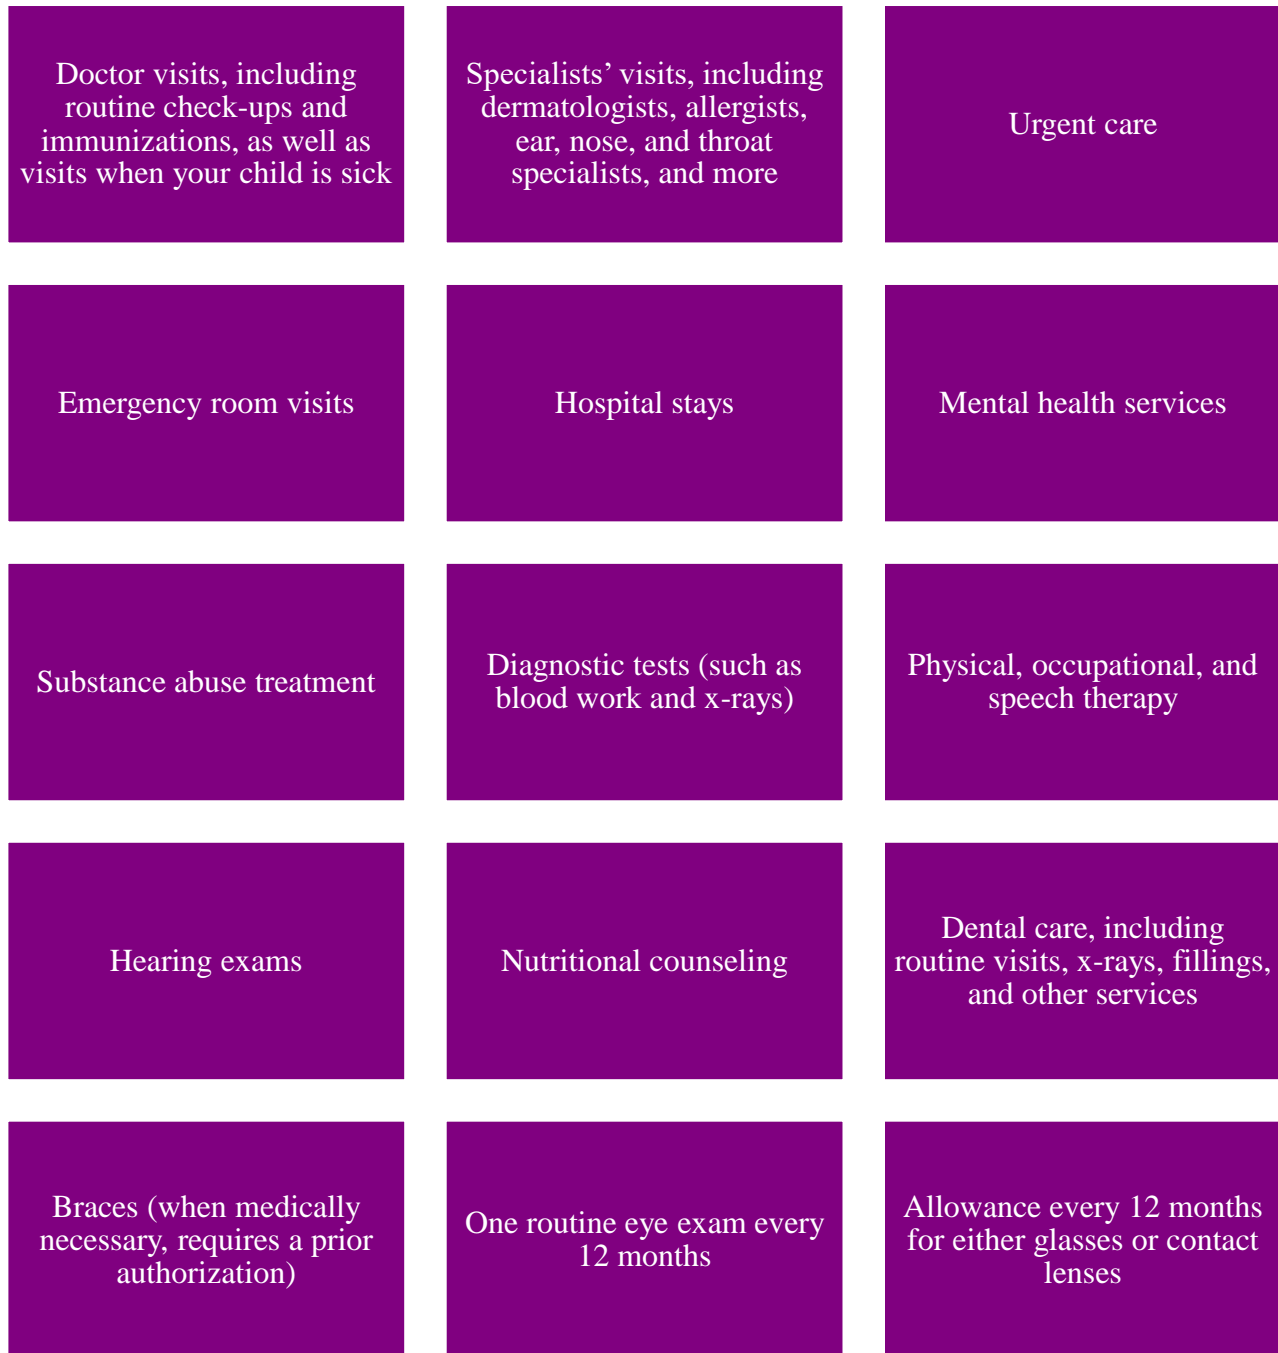 Doctor visits, including
routine check-ups and
immunizations, as well as
visits when your child is sick
Specialists’ visits, including
dermatologists, allergists,
ear, nose, and throat
specialists, and more
Urgent care
Emergency room visits
Hospital stays
Mental health services
Substance abuse treatment
Diagnostic tests (such as
blood work and x-rays)
Physical, occupational, and
speech therapy
Hearing exams
Nutritional counseling
Dental care, including
routine visits, x-rays, fillings,
and other services
Braces (when medically
necessary, requires a prior
authorization)
One routine eye exam every
12 months
Allowance every 12 months
for either glasses or contact
lenses